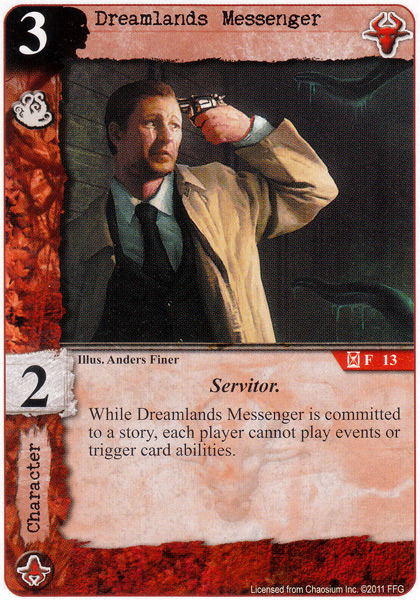 3
Dreamlands Messenger
Illus. Anders Finer
F 13
2
Servitor.
While Dreamlands Messenger is committed
to a story, each player cannot play events or
trigger card abilities.
Character
Licensed from Chaosium Inc. ©2011 FFG